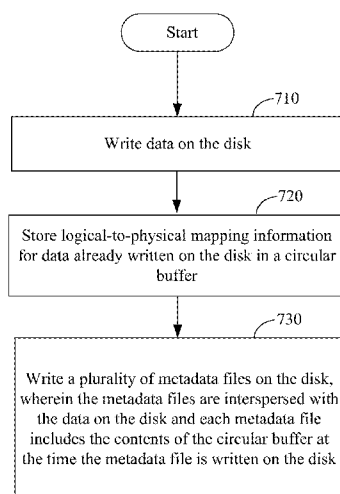 Start
710
Write data on the disk
720
Store logical-to-physical mapping information
for data already written on the disk in a circular
buffer
730
Write a plurality of metadata files on the disk,
wherein the metadata files are interspersed with
the data on the disk and each metadata file
includes the contents of the circular buffer at
the time the metadata file is written on the disk